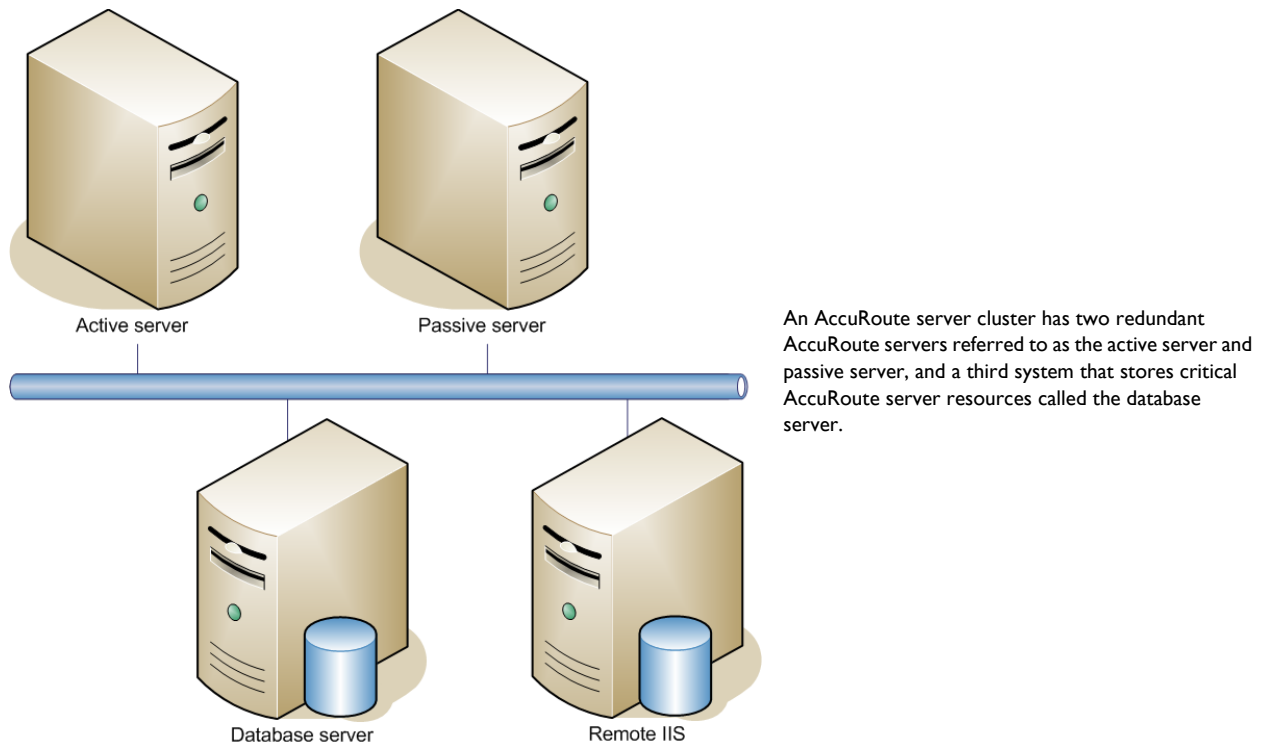 Active server
Passive server
An AccuRoute server cluster has two redundant
AccuRoute servers referred to as the active server and
passive server, and a third system that stores critical
AccuRoute server resources called the database
server.
Database server
Remote IIS